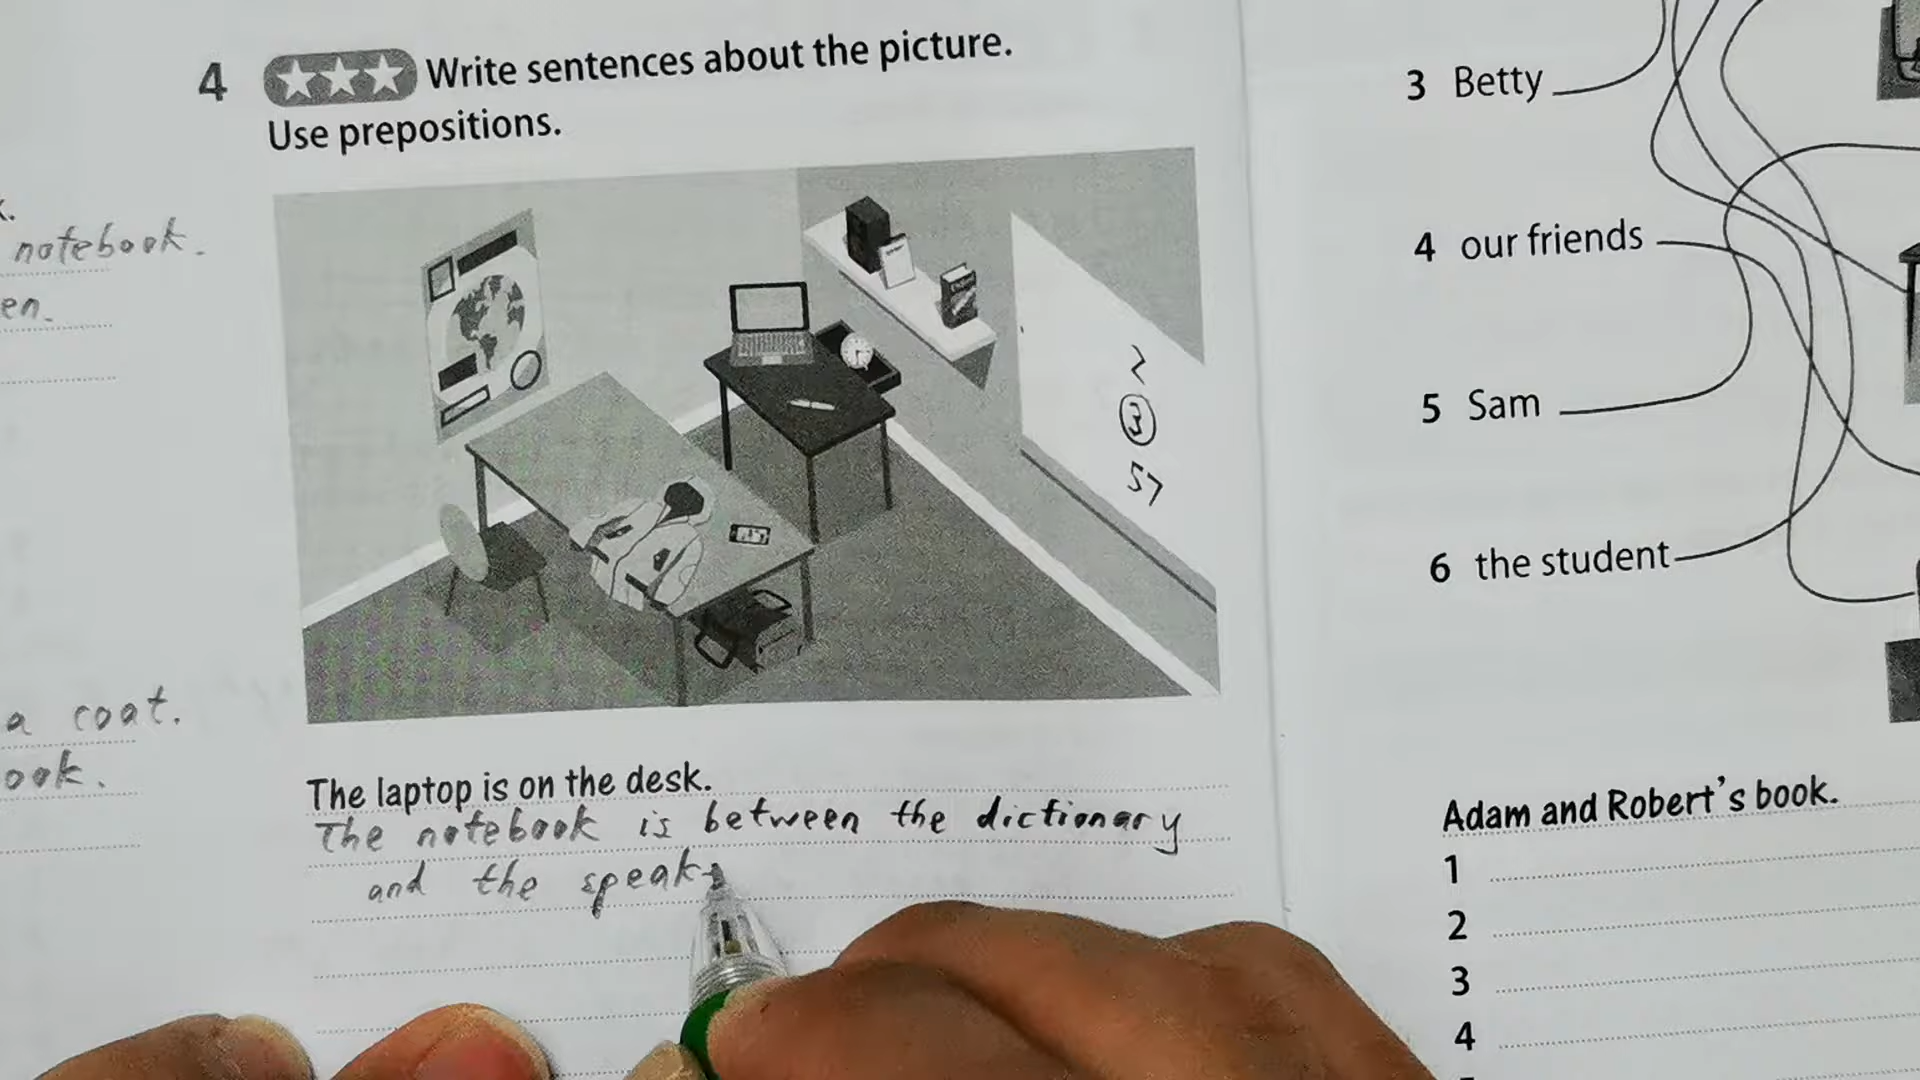 k.
notebook.
en.
a coat.
ook.
4 Write sentences about the picture.
Use prepositions.
2
3
57
The laptop is on the desk.
The notebook is between the dictionary
and the speak
3 Betty
4 our friends
5 Sam
6 the student
Adam and Robert's book.
1
2
3
4